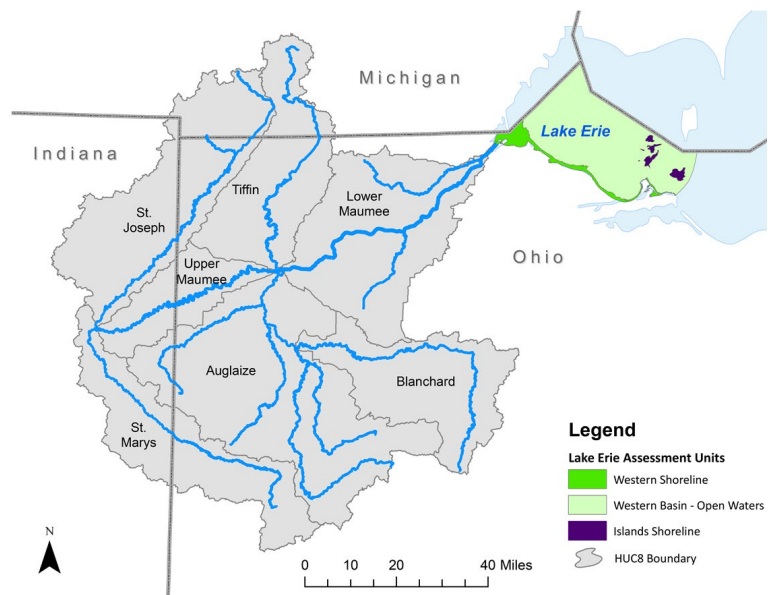 Michigan
Lake Erie
Indiana
Tiffin
Lower
Maumee
St.
Joseph
Ohio
Upper
Maumee
Auglaize
Blanchard
St.
Marys
Legend
Lake Erie Assessment Units
Western Shoreline
Western Basin - Open Waters
Islands Shoreline
HUC8 Boundary
N
0 10 20 40 Miles